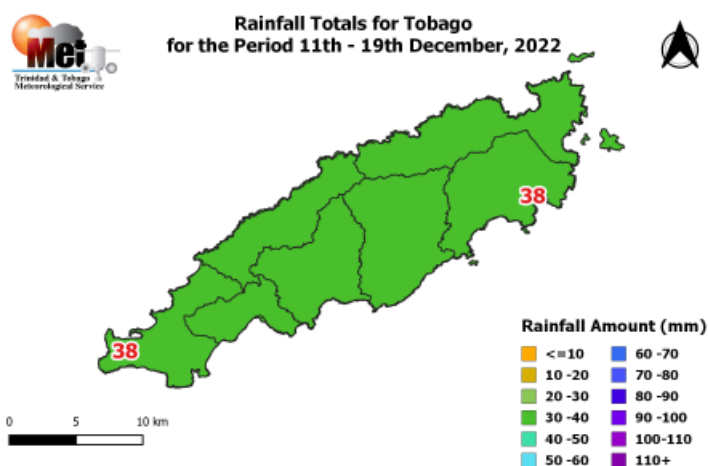 Rainfall Totals for Tobago
for the Period 11th - 19th December, 2022
Met
Trinidad & Tobago
Meteorological Service
38
38
0 5 10 km
Rainfall Amount (mm)
<=10
10 -20
20 -30
30 -40
40 -50
50 -60
60 -70
70 -80
80 -90
90 -100
100-110
110+